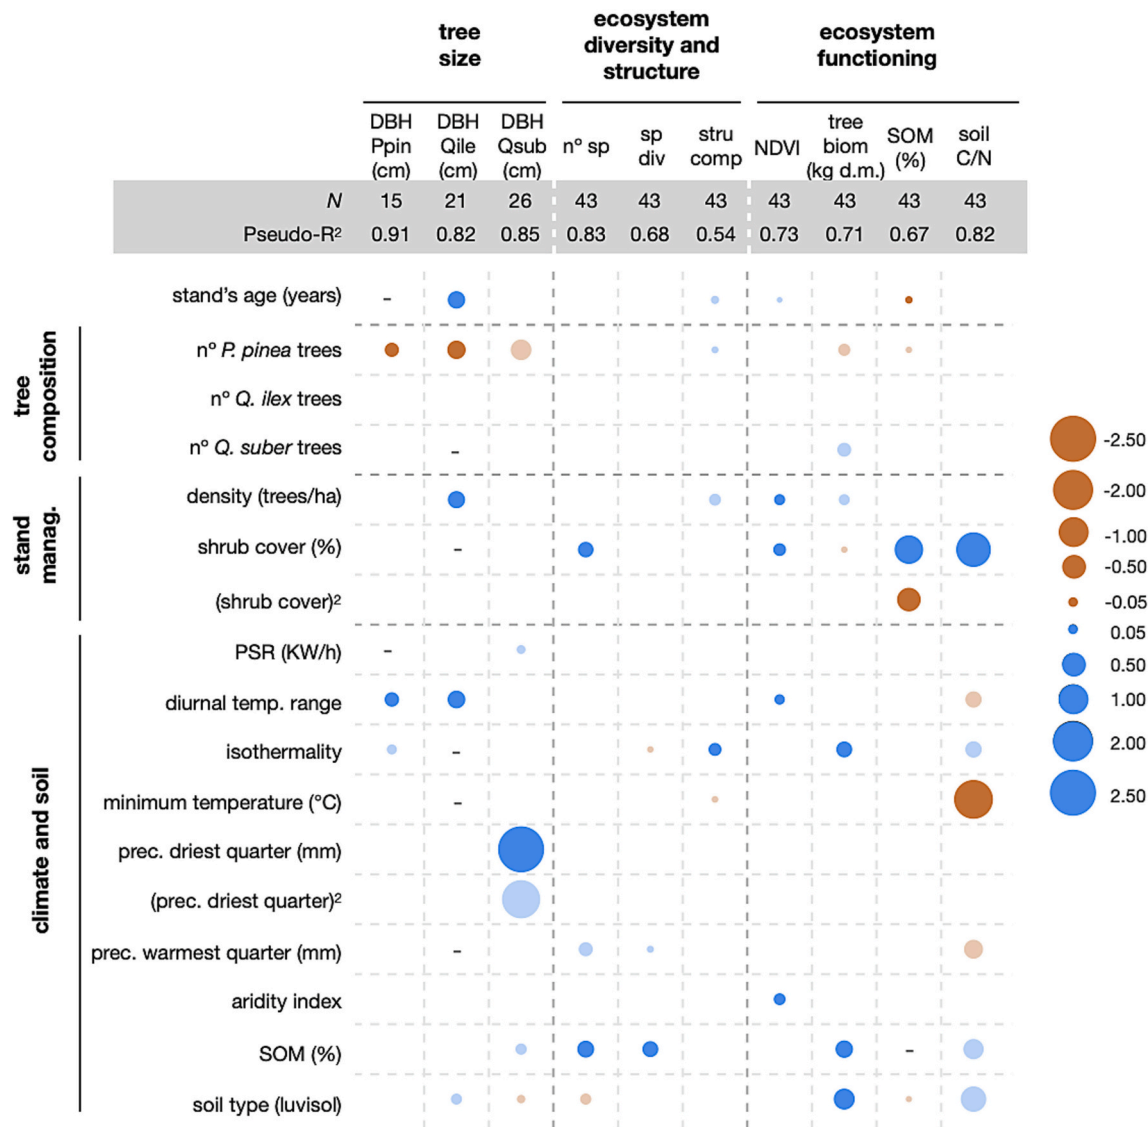 tree
size
ecosystem
diversity and
structure
ecosystem
functioning
DBH
Ppin
(cm)
DBH
Qile
(cm)
DBH
Qsub
(cm)
nº sp
sp
div
stru
comp
NDVI
tree
biom
(kg d.m.)
SOM
(%)
soil
C/N
N 15 21 26 43 43 43 43 43 43 43
Pseudo-R² 0.91 0.82 0.85 0.83 0.68 0.54 0.73 0.71 0.67 0.82
stand's age (years) –
tree
composition
nº P. pinea trees
nº Q. ilex trees
nº Q. suber trees –
stand
manag.
density (trees/ha)
shrub cover (%) –
(shrub cover)²
climate and soil
PSR (KW/h) –
diurnal temp. range
isothermality –
minimum temperature (°C) –
prec. driest quarter (mm)
(prec. driest quarter)²
prec. warmest quarter (mm) –
aridity index
SOM (%) –
soil type (luvisol)
-2.50
-2.00
-1.00
-0.50
-0.05
0.05
0.50
1.00
2.00
2.50